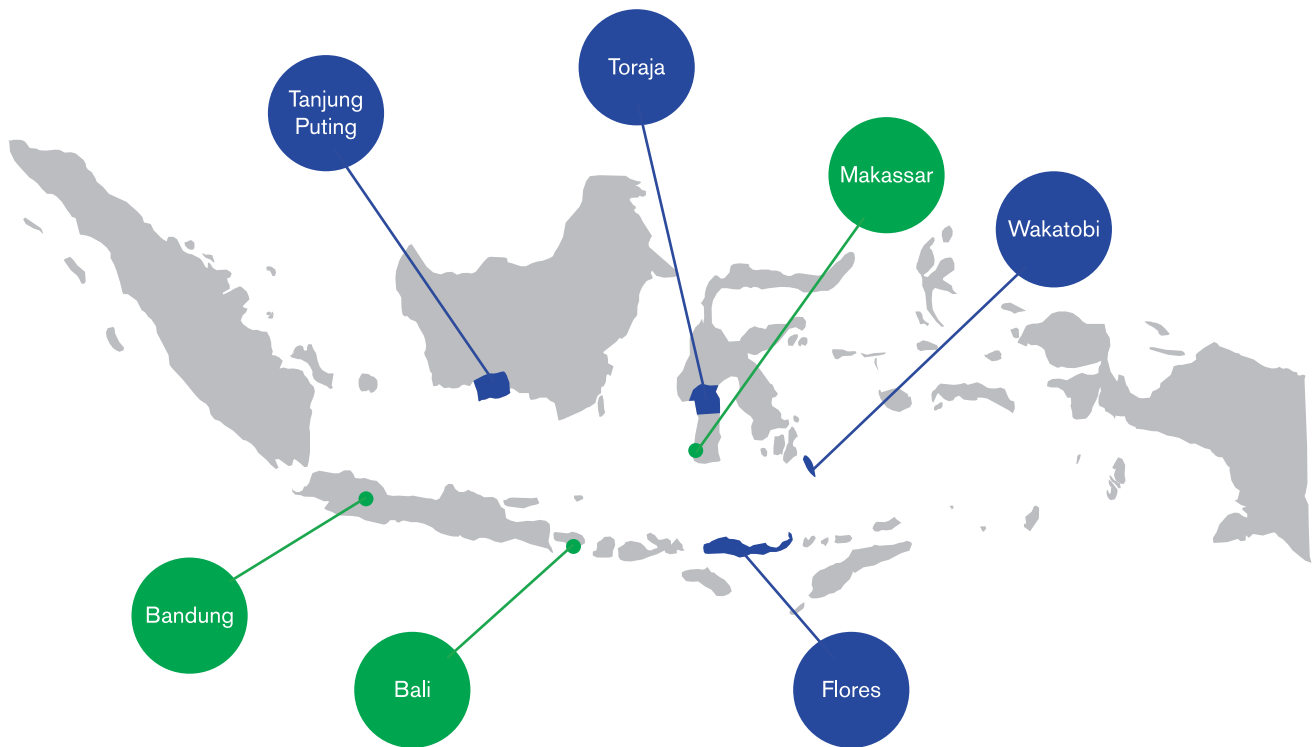 Toraja
Tanjung
Puting
Makassar
Wakatobi
Bandung
Bali
Flores